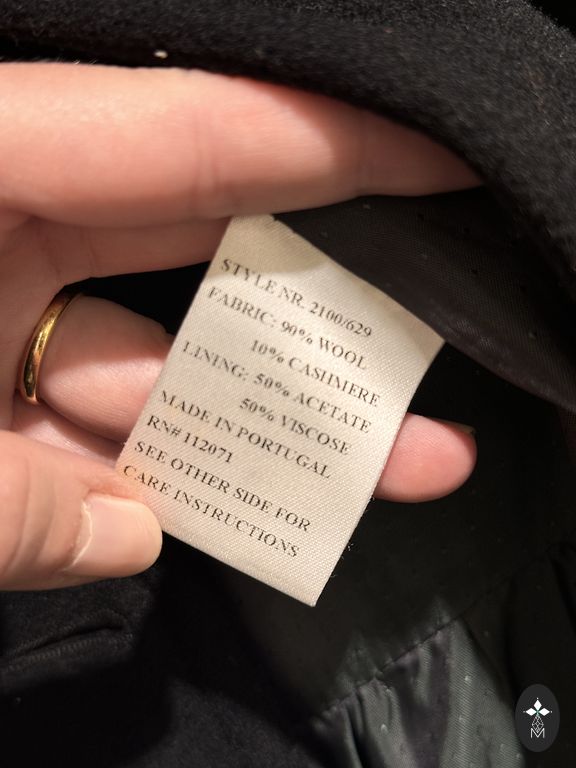 STYLE NR. 2100/629
FABRIC: 90% WOOL
10% CASHMERE
LINING: 50% ACETATE
50% VISCOSE
MADE IN PORTUGAL
RN# 112071
SEE OTHER SIDE FOR
CARE INSTRUCTIONS
M